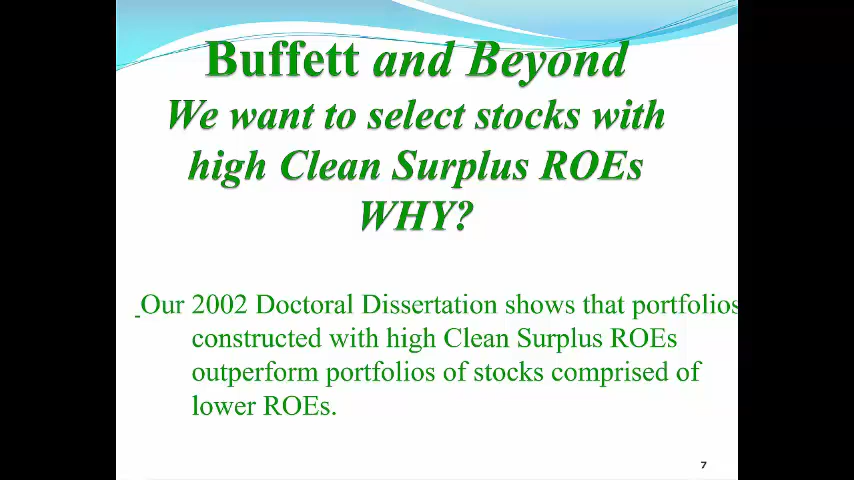 Buffett and Beyond
We want to select stocks with
high Clean Surplus ROEs
WHY?
Our 2002 Doctoral Dissertation shows that portfolios
constructed with high Clean Surplus ROEs
outperform portfolios of stocks comprised of
lower ROEs.
7